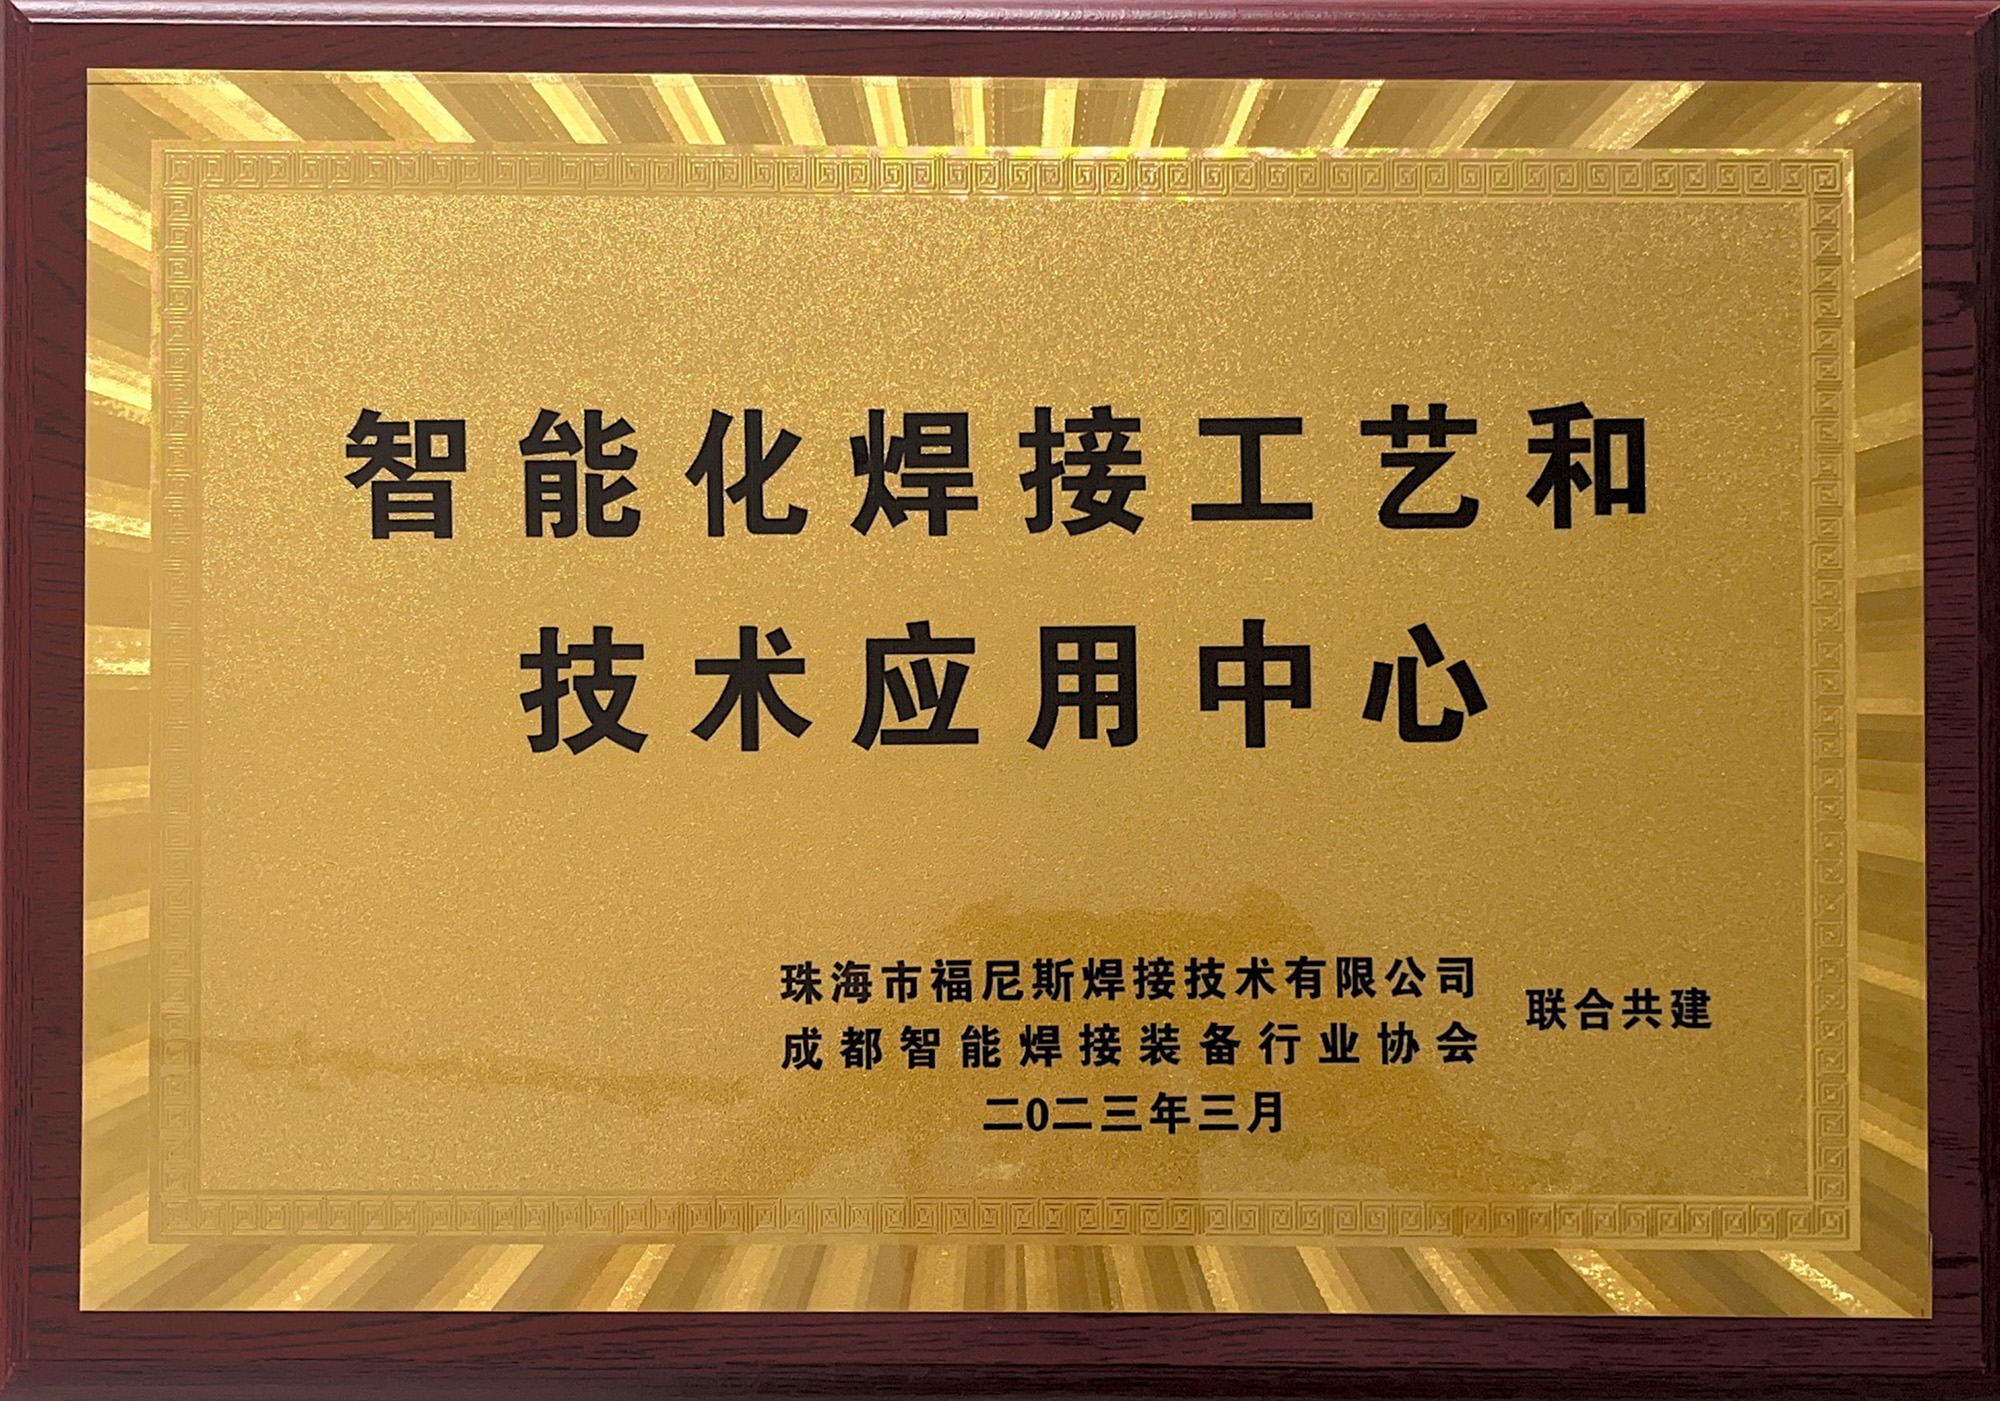 智能化焊接工艺和
技术应用中心
珠海市福尼斯焊接技术有限公司
成都智能焊接装备行业协会
联合共建
二0二三年三月